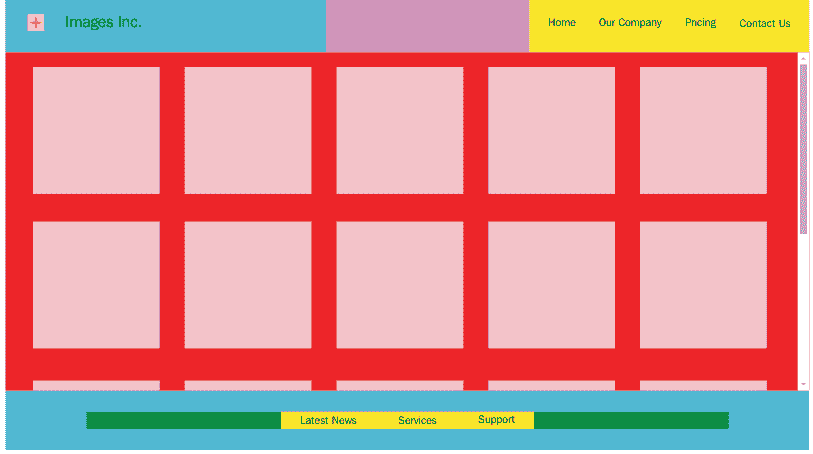 Images Inc.
Home Our Company Pricing Contact Us
Latest News Services Support